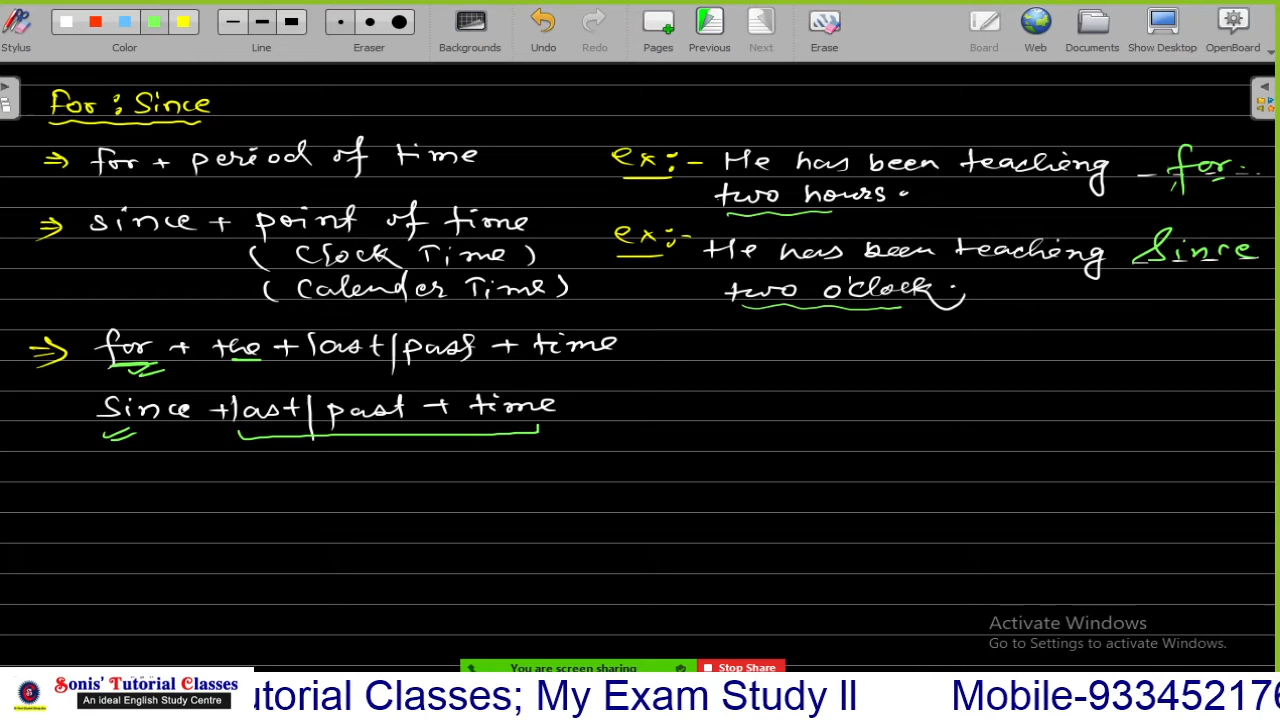 Stylus Color Line Eraser Backgrounds Undo Redo Pages Previous Next Erase Board Web Documents Show Desktop OpenBoard
For : Since
⇒ for + period of time
ex:- He has been teaching - for
two hours.
⇒ since + point of time
(Clock Time)
(Calender Time)
ex:- He has been teaching Since
two o'clock.
⇒ for + the + last|past + time
Since + last|past + time
Activate Windows
Go to Settings to activate Windows.
You are screen sharing Stop Share
Sonis' Tutorial Classes
An ideal English Study Centre
utorial Classes; My Exam Study II Mobile-933452176